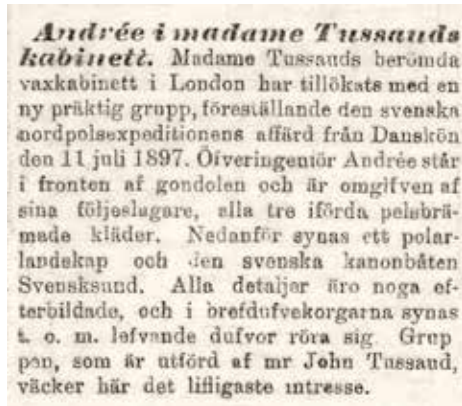 Andrée i madame Tussauds
kabinett. Madame Tussauds berömda
vaxkabinett i London har tillökats med en
ny präktig grupp, föreställande den svenska
nordpolsexpeditionens affärd från Danskön
den 11 juli 1897. Öfveringeniör Andrée står
i fronten af gondolen och är omgifven af
sina följeslagare, alla tre iförda pelsbrä-
made kläder. Nedanför synas ett polar-
landskap och den svenska kanonbåten
Svensksund. Alla detaljer äro noga ef-
terbildade, och i brefdufvekorgarna synas
t. o. m. lefvande dufvor röra sig. Grup
pen, som är utförd af mr John Tussaud,
väcker här det lifligaste intresse.